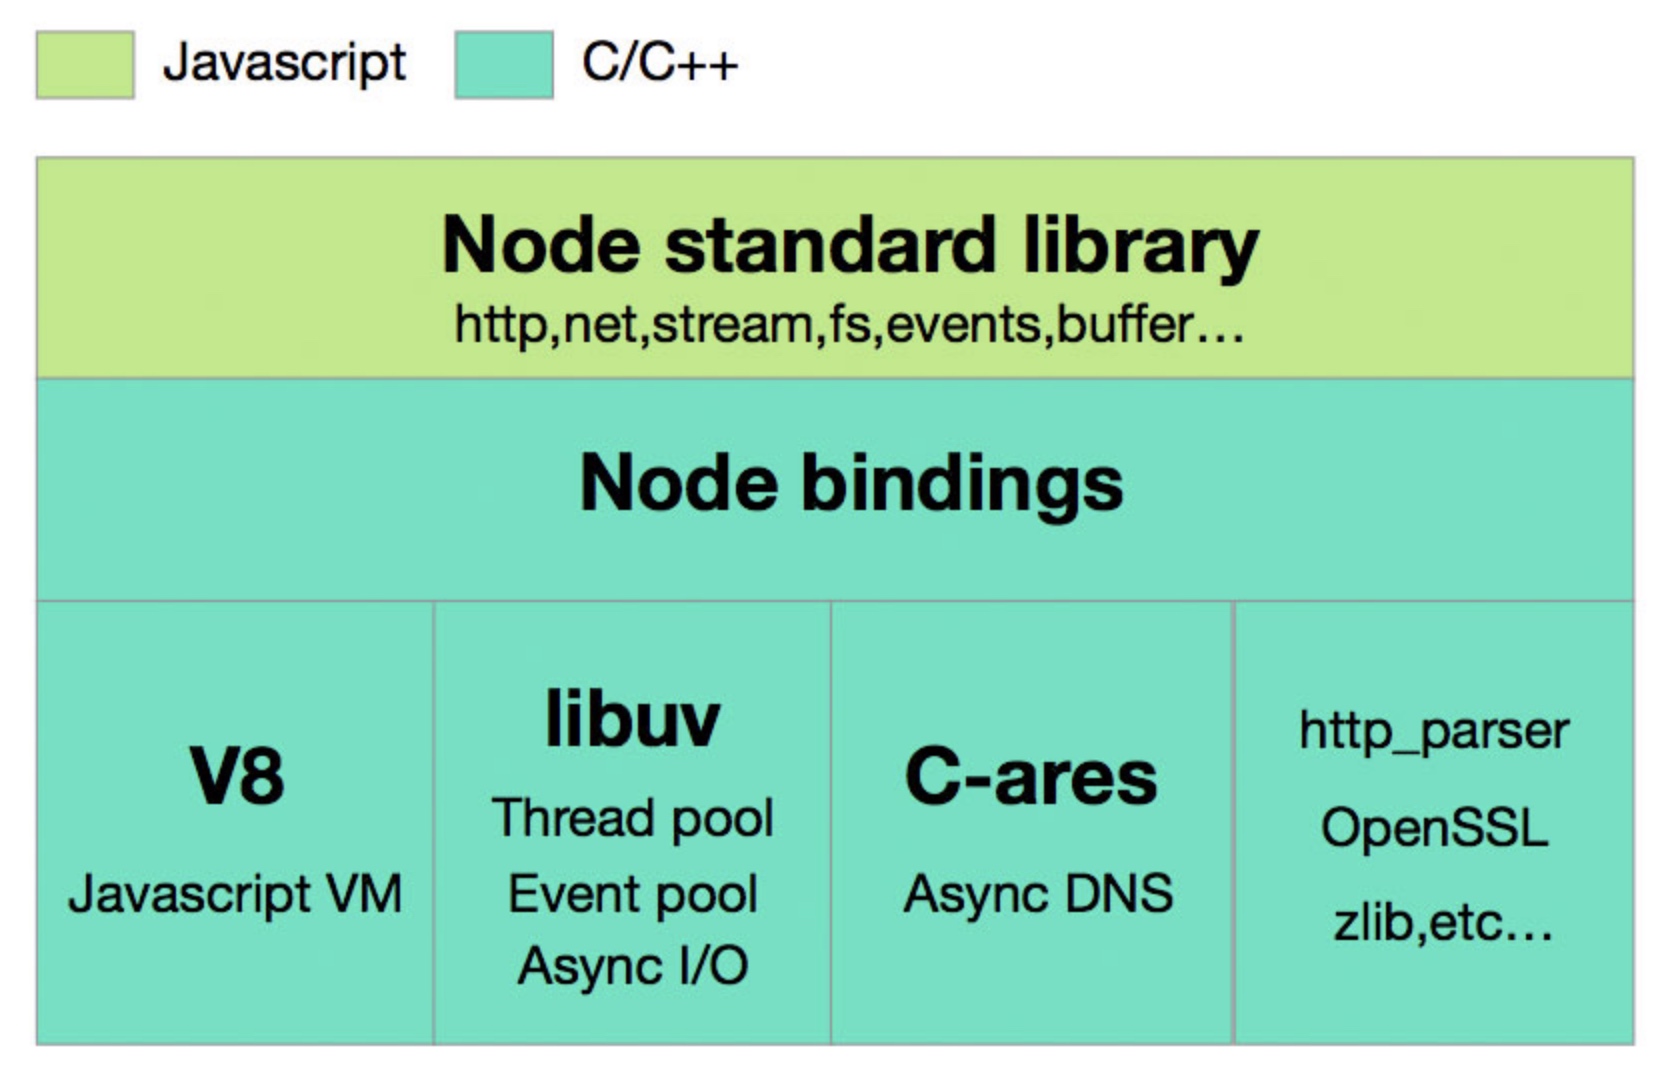 Javascript
C/C++
Node standard library
http,net,stream,fs,events,buffer…
Node bindings
V8
Javascript VM
libuv
Thread pool
Event pool
Async I/O
C-ares
Async DNS
http_parser
OpenSSL
zlib,etc…